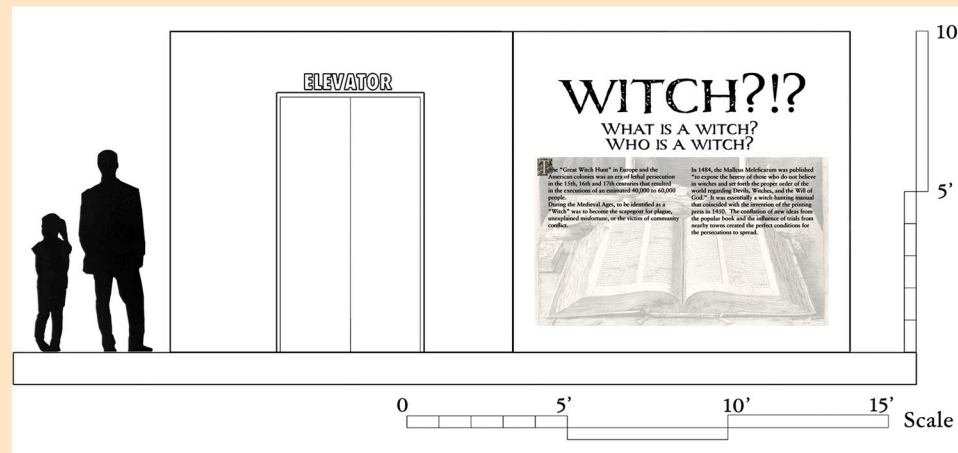 10
ELEVATOR
WITCH?!?
WHAT IS A WITCH?
WHO IS A WITCH?
The "Great Witch Hunt" in Europe and the
American colonies was an era of lethal persecution
in the 15th, 16th and 17th centuries that resulted
in the executions of an estimated 40,000 to 60,000
people.
During the Medieval Ages, to be identified as a
"Witch" was to become the scapegoat for plague,
unexplained misfortune, or the victim of community
conflict.
In 1484, the Malleus Meleficarum was published
"to expose the heresy of those who do not believe
in witches and set forth the proper order of the
world regarding Devils, Witches, and the Will of
God." It was essentially a witch-hunting manual
that coincided with the invention of the printing
press in 1450. The conflation of new ideas from
the popular book and the influence of trials from
nearby towns created the perfect conditions for
the persecutions to spread.
5'
0 5' 10' 15'
Scale